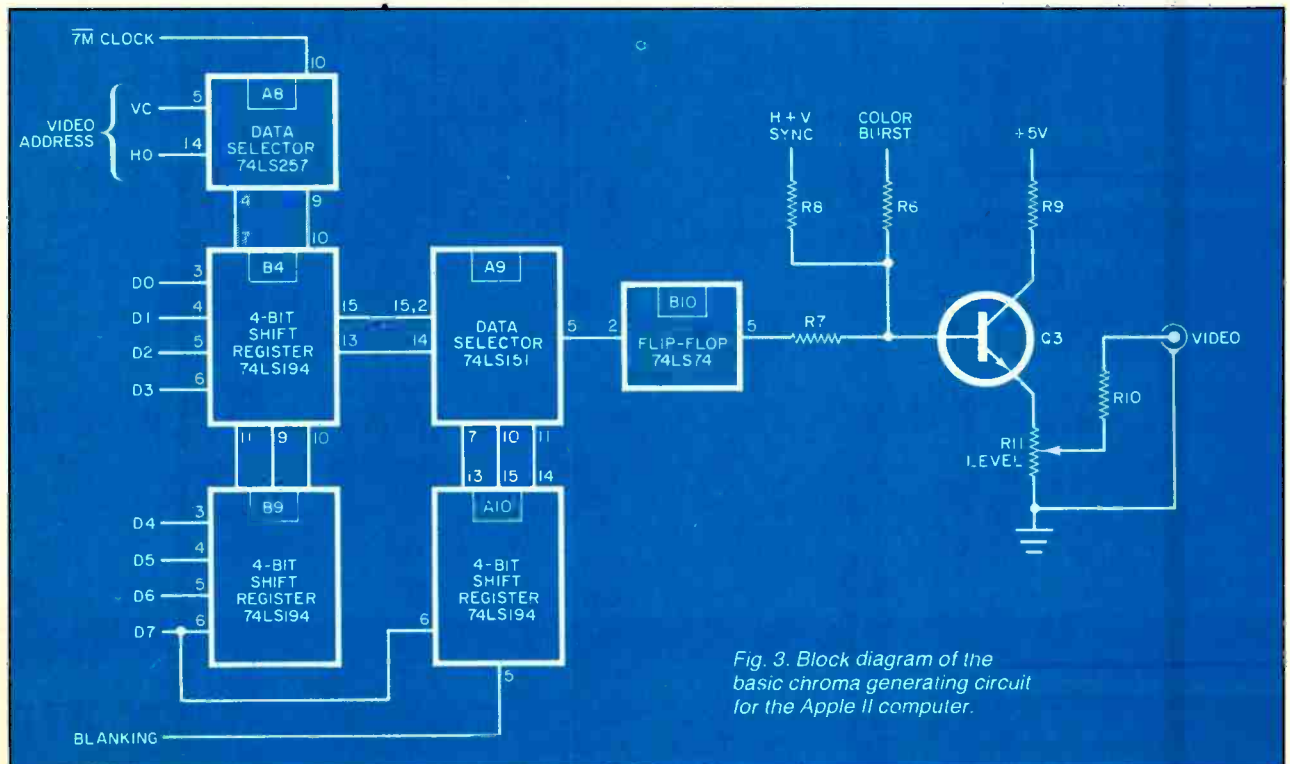 7M CLOCK
10
VIDEO
ADDRESS
VC
5
H0
14
A8
DATA
SELECTOR
74LS257
4
9
7
10
D0
3
D1
4
D2
5
D3
6
B4
4-BIT
SHIFT
REGISTER
74LS194
15
15,2
13
14
A9
DATA
SELECTOR
74LS151
5
2
B10
FLIP-FLOP
74LS74
5
R7
H + V
SYNC
COLOR
BURST
+5V
R8
R6
R9
Q3
VIDEO
R10
R11
LEVEL
11
9
10
7
10
11
13
15
14
D4
3
D5
4
D6
5
D7
6
B9
4-BIT
SHIFT
REGISTER
74LS194
6
A10
4-BIT
SHIFT
REGISTER
74LS194
5
BLANKING
Fig. 3. Block diagram of the
basic chroma generating circuit
for the Apple II computer.